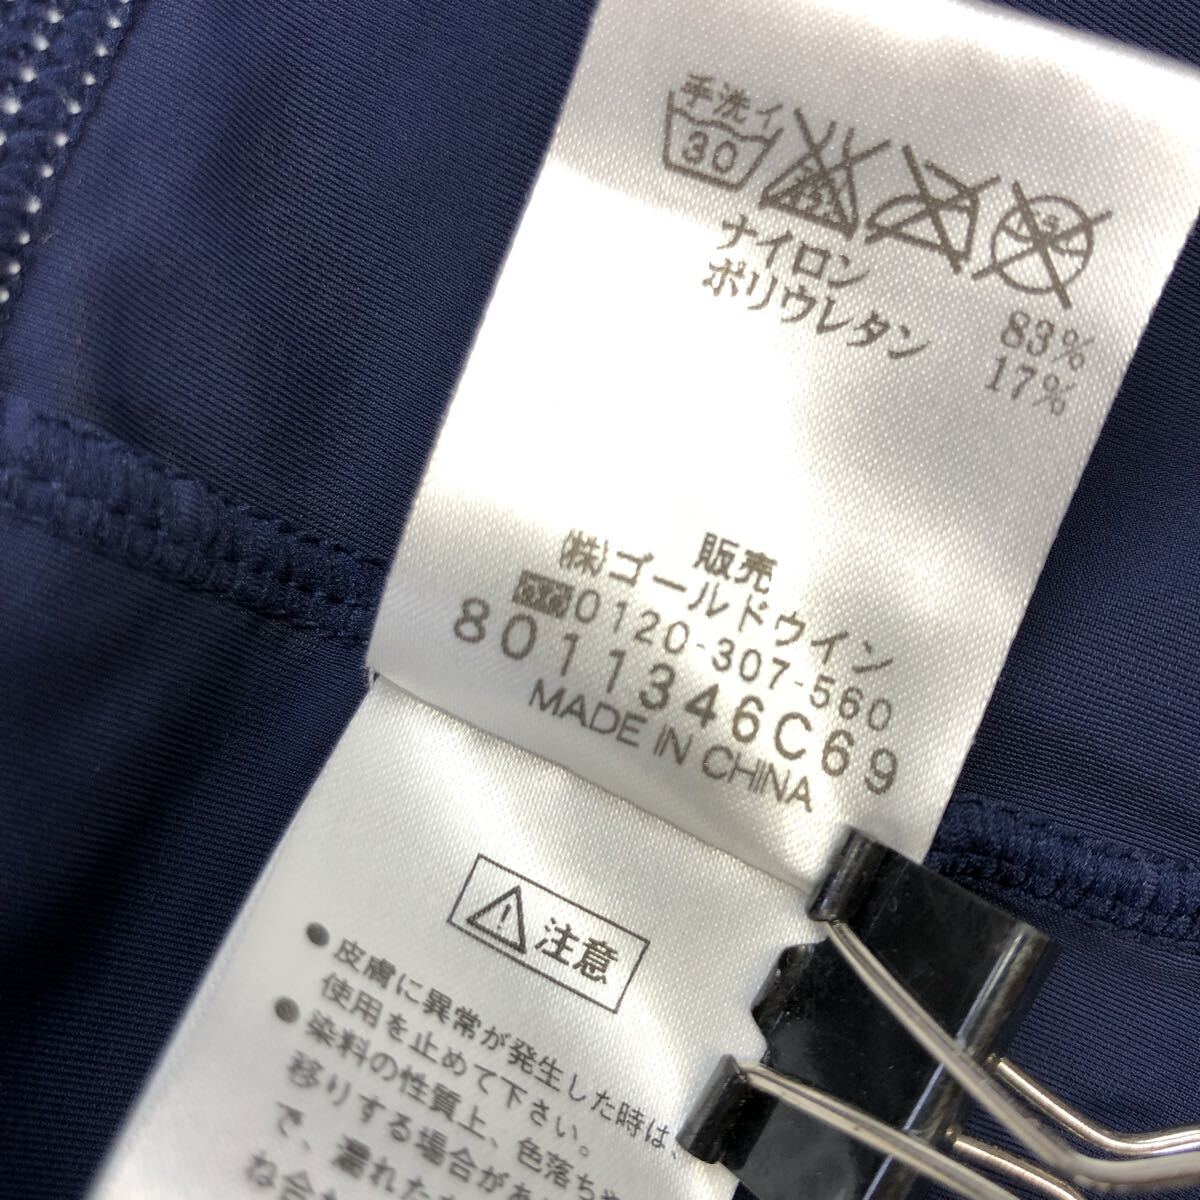 手洗イ
30
ナイロン 83%
ポリウレタン 17%
販売
(株)ゴールドウイン
0120-307-560
8011346C69
MADE IN CHINA
注意
●皮膚に異常が発生した時は、
使用を止めて下さい。
●染料の性質上、色落ちや
移りする場合があ
で、濡れた
ね合